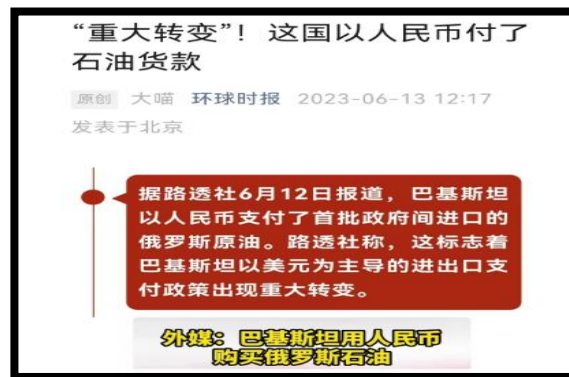 “重大转变”！这国以人民币付了
石油货款
原创 大喵 环球时报 2023-06-13 12:17
发表于北京
据路透社6月12日报道，巴基斯坦
以人民币支付了首批政府间进口的
俄罗斯原油。路透社称，这标志着
巴基斯坦以美元为主导的进出口支
付政策出现重大转变。
外媒：巴基斯坦用人民币
购买俄罗斯石油